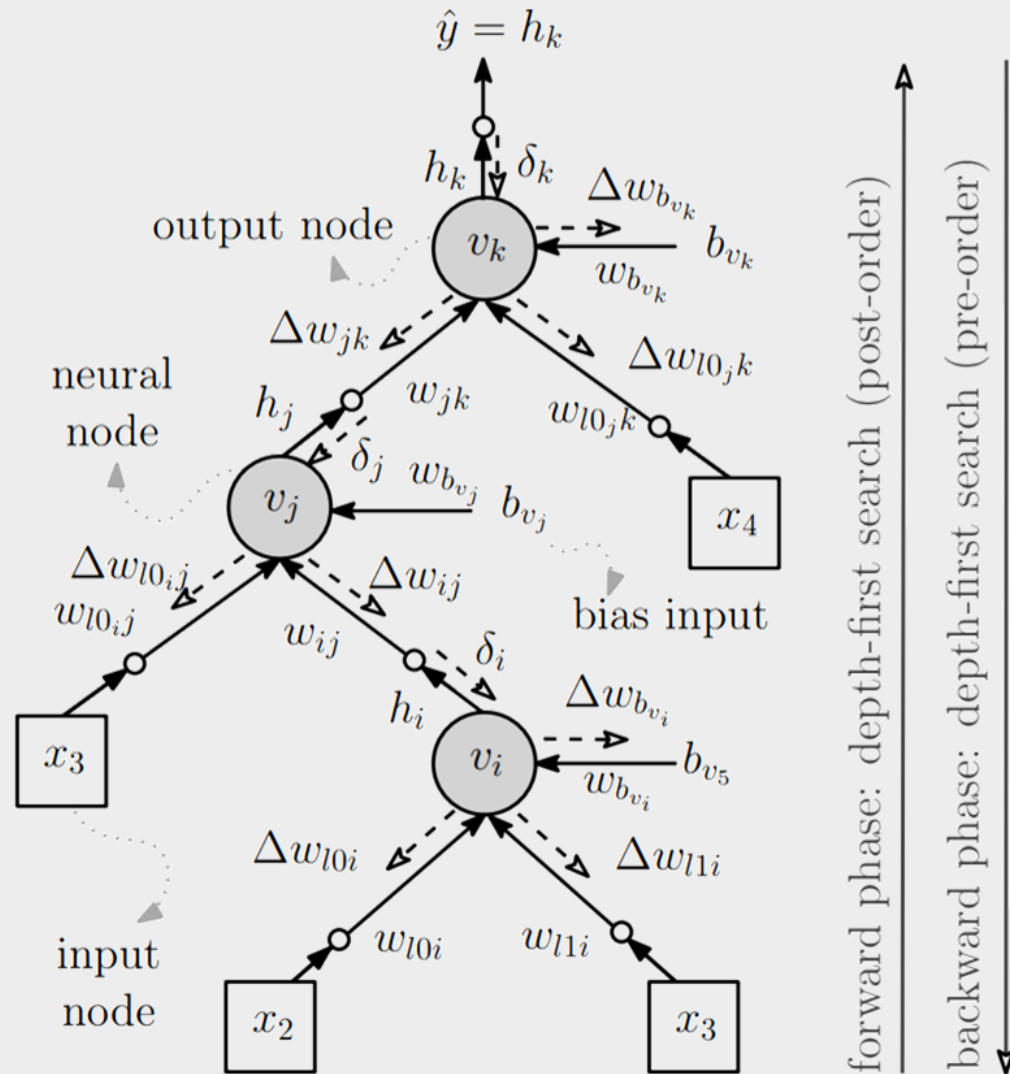 ŷ = h_k
h_k
δ_k
Δw_{b_{v_k}}
output node
v_k
b_{v_k}
w_{b_{v_k}}
Δw_{jk}
Δw_{l0_jk}
neural
node
h_j
w_{jk}
w_{l0_jk}
δ_j
w_{b_{v_j}}
b_{v_j}
v_j
x_4
Δw_{l0_ij}
Δw_{ij}
w_{l0_ij}
w_{ij}
bias input
δ_i
h_i
Δw_{b_{v_i}}
x_3
v_i
b_{v_5}
w_{b_{v_i}}
Δw_{l0i}
Δw_{l1i}
input
node
w_{l0i}
w_{l1i}
x_2
x_3
forward phase: depth-first search (post-order)
backward phase: depth-first search (pre-order)